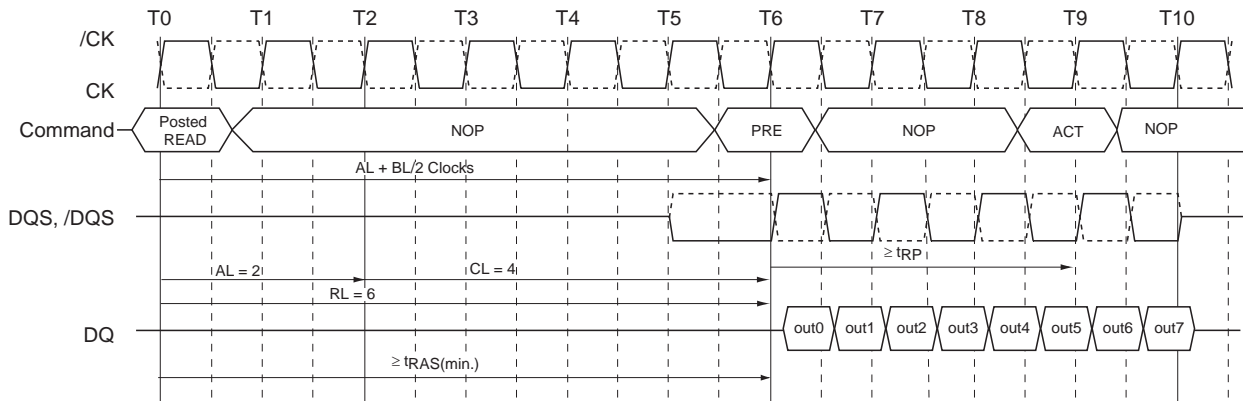 T0 T1 T2 T3 T4 T5 T6 T7 T8 T9 T10
/CK
CK
Command
Posted
READ
NOP
PRE
NOP
ACT
NOP
AL + BL/2 Clocks
DQS, /DQS
≥ tRP
AL = 2
CL = 4
RL = 6
DQ
out0 out1 out2 out3 out4 out5 out6 out7
≥ tRAS(min.)